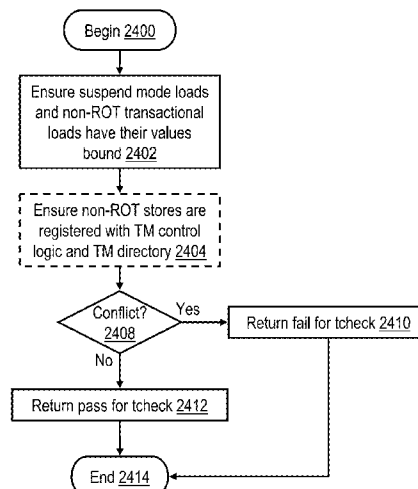 Begin 2400
Ensure suspend mode loads
and non-ROT transactional
loads have their values
bound 2402
Ensure non-ROT stores are
registered with TM control
logic and TM directory 2404
Conflict?
2408
Yes
Return fail for tcheck 2410
No
Return pass for tcheck 2412
End 2414